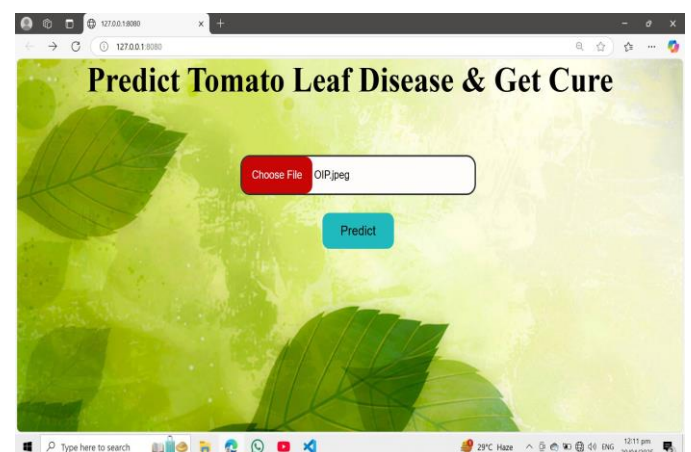 127.0.0.1:8080
127.0.0.1:8080
Predict Tomato Leaf Disease & Get Cure
Choose File OIP.jpeg
Predict
Type here to search
29°C Haze
ENG
12:11 pm